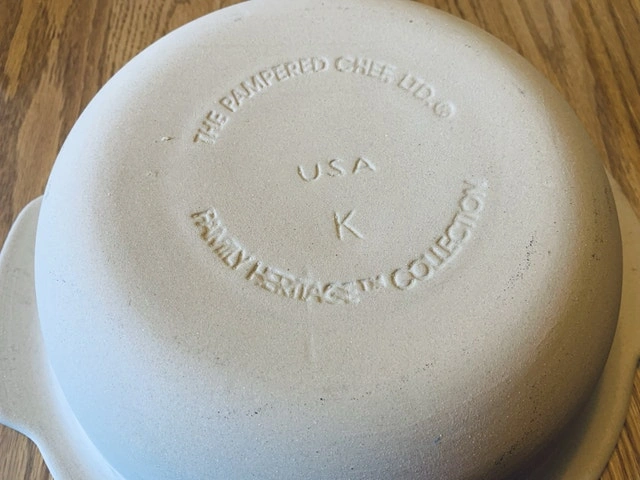 THE PAMPERED CHEF, LTD.®
USA
K
FAMILY HERITAGE™ COLLECTION